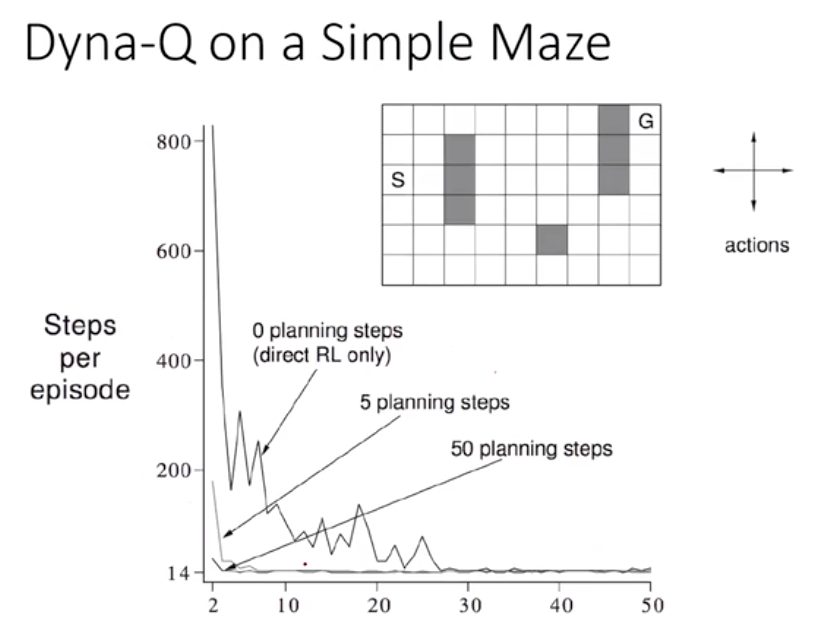 Dyna-Q on a Simple Maze
G
S
actions
800
600
400
200
14
Steps
per
episode
0 planning steps
(direct RL only)
5 planning steps
50 planning steps
2 10 20 30 40 50